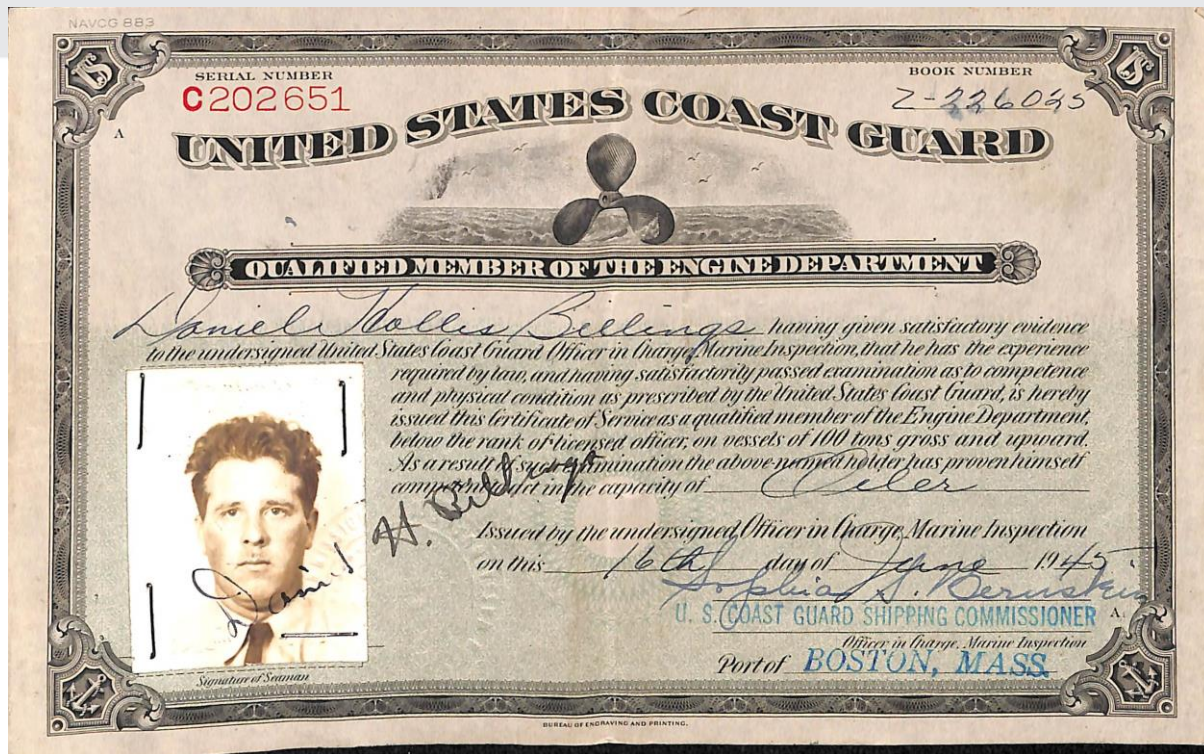 NAVCG 883
SERIAL NUMBER
C202651
BOOK NUMBER
Z-226025
A
UNITED STATES COAST GUARD
QUALIFIED MEMBER OF THE ENGINE DEPARTMENT
Daniel Hollis Billings having given satisfactory evidence
to the undersigned United States Coast Guard Officer in Charge, Marine Inspection, that he has the experience
required by law, and having satisfactorily passed examination as to competence
and physical condition as prescribed by the United States Coast Guard, is hereby
issued this Certificate of Service as a qualified member of the Engine Department,
below the rank of licensed officer, on vessels of 100 tons gross and upward.
As a result of such examination the above-named holder has proven himself
competent to act in the capacity of Oiler
Daniel H. Billings
Issued by the undersigned Officer in Charge, Marine Inspection
on this 16th day of June 1945
Sophia J. Bernstein
U. S. COAST GUARD SHIPPING COMMISSIONER
A
Officer in Charge, Marine Inspection
Port of BOSTON, MASS.
Signature of Seaman
BUREAU OF ENGRAVING AND PRINTING.